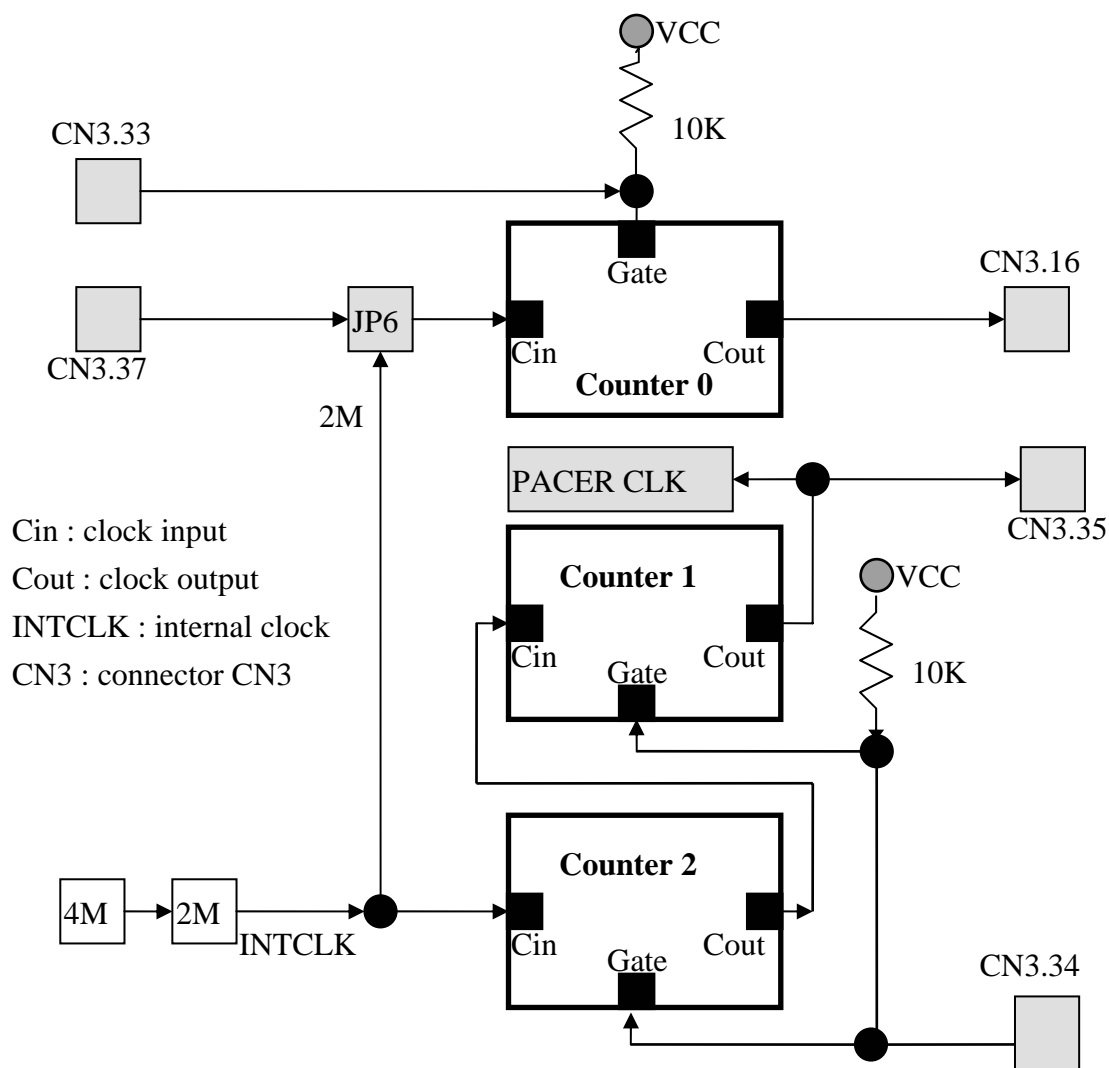 VCC
10K
CN3.33
Gate
CN3.16
JP6
Cin
Cout
CN3.37
Counter 0
2M
PACER CLK
CN3.35
Cin : clock input
Cout : clock output
INTCLK : internal clock
CN3 : connector CN3
Counter 1
VCC
Cin
Cout
Gate
10K
Counter 2
4M
2M
INTCLK
Cin
Cout
Gate
CN3.34